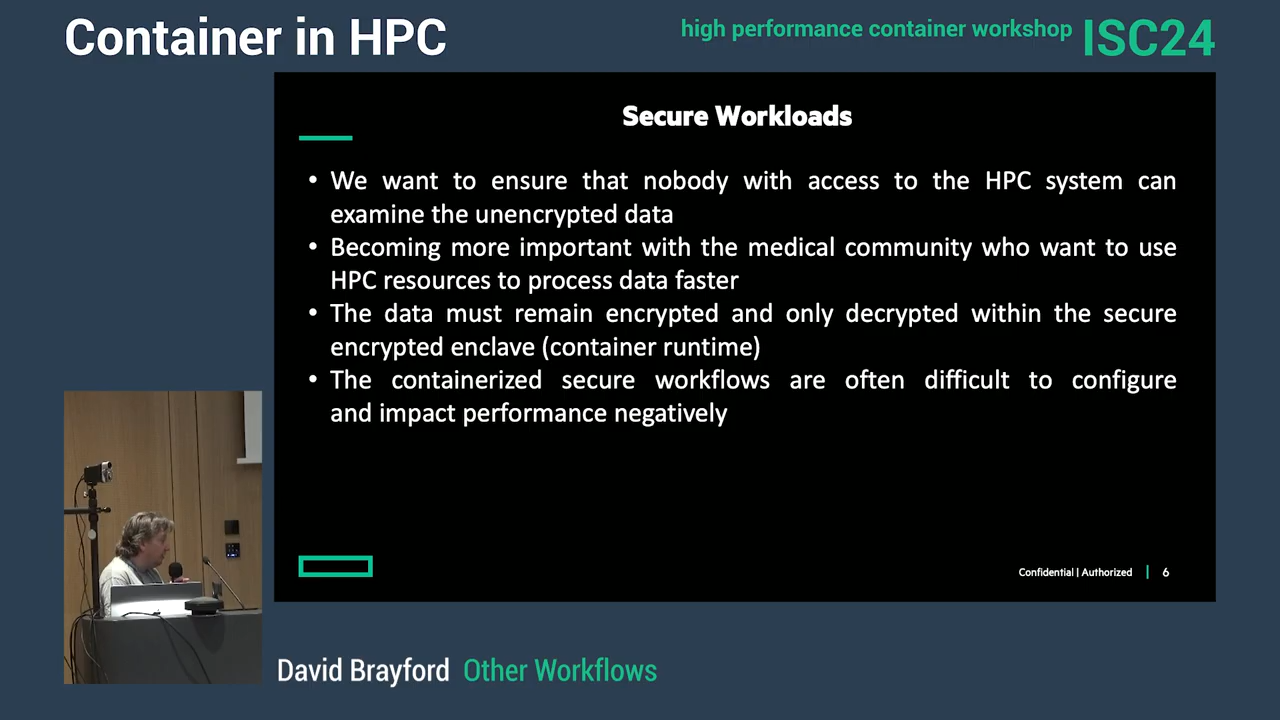 Container in HPC
high performance container workshop ISC24
Secure Workloads
• We want to ensure that nobody with access to the HPC system can
examine the unencrypted data
• Becoming more important with the medical community who want to use
HPC resources to process data faster
• The data must remain encrypted and only decrypted within the secure
encrypted enclave (container runtime)
• The containerized secure workflows are often difficult to configure
and impact performance negatively
Confidential | Authorized | 6
David Brayford Other Workflows